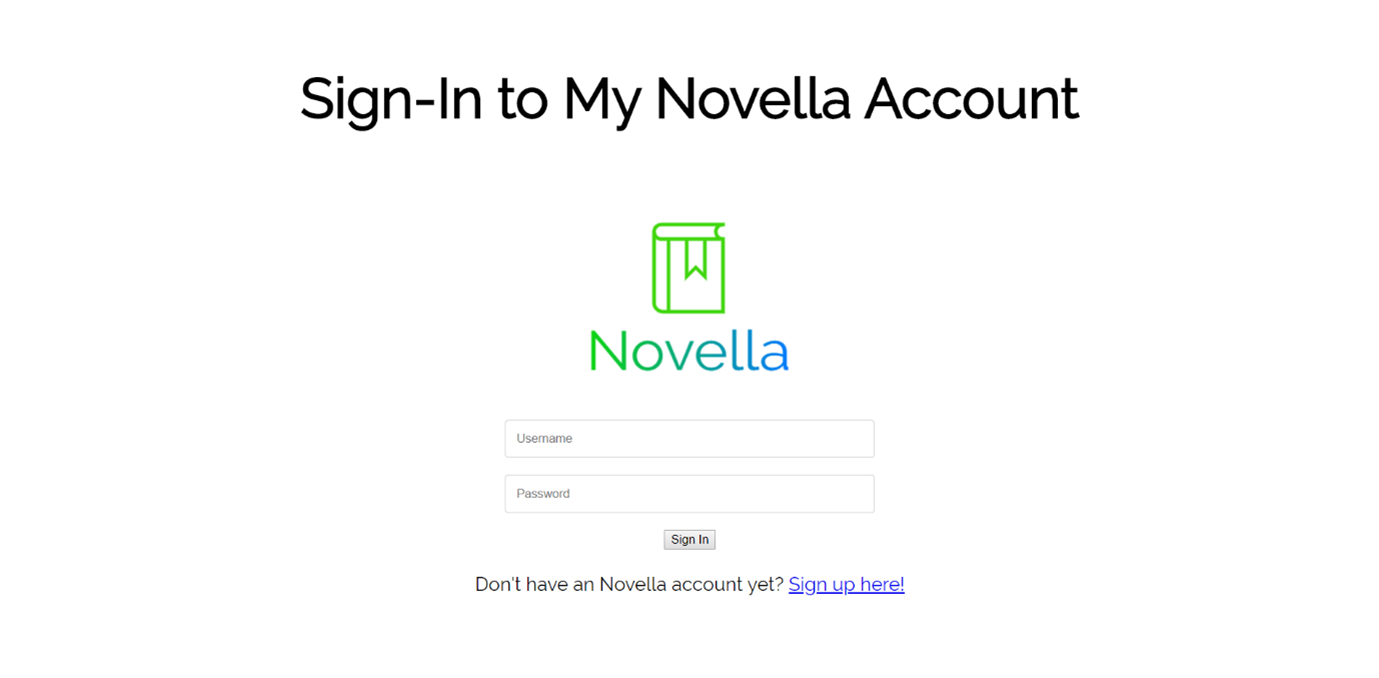 Sign-In to My Novella Account
Novella
Username
Password
Sign In
Don't have an Novella account yet? Sign up here!